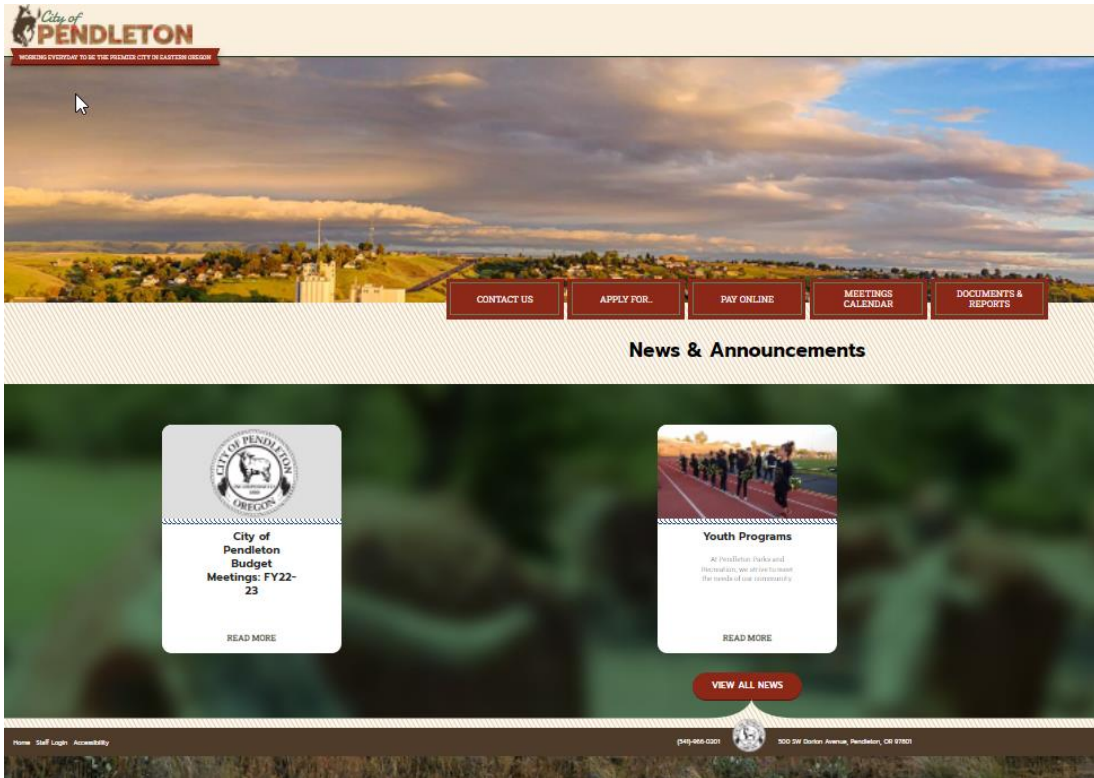 City of
PENDLETON
WORKING EVERYDAY TO BE THE PREMIER CITY IN EASTERN OREGON
CONTACT US
APPLY FOR...
PAY ONLINE
MEETINGS
CALENDAR
DOCUMENTS &
REPORTS
News & Announcements
CITY OF PENDLETON
OREGON
City of
Pendleton
Budget
Meetings: FY22-
23
READ MORE
Youth Programs
At Pendleton Parks and
Recreation, we strive to meet
the needs of our community
READ MORE
VIEW ALL NEWS
Home Staff Login Accessibility
(541)-966-0201
500 SW Dorion Avenue, Pendleton, OR 97801